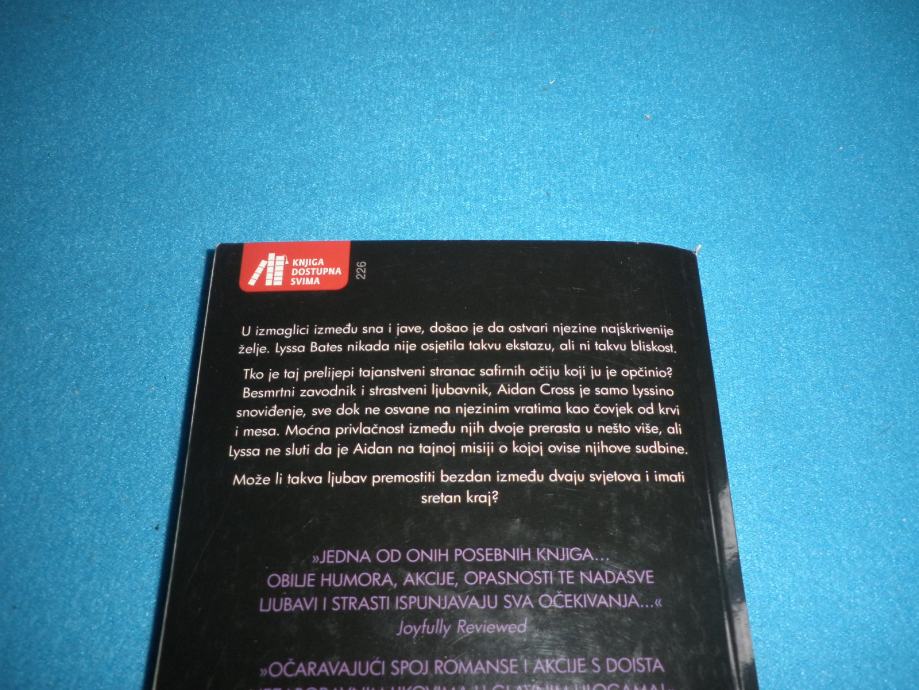 KNJIGA
DOSTUPNA
SVIMA
226
U izmaglici između sna i jave, došao je da ostvari njezine najskrivenije
želje. Lyssa Bates nikada nije osjetila takvu ekstazu, ali ni takvu bliskost.
Tko je taj prelijepi tajanstveni stranac safirnih očiju koji ju je opčinio?
Besmrtni zavodnik i strastveni ljubavnik, Aidan Cross je samo Lyssino
snoviđenje, sve dok ne osvane na njezinim vratima kao čovjek od krvi
i mesa. Moćna privlačnost između njih dvoje prerasta u nešto više, ali
Lyssa ne sluti da je Aidan na tajnoj misiji o kojoj ovise njihove sudbine.
Može li takva ljubav premostiti bezdan između dvaju svjetova i imati
sretan kraj?
»JEDNA OD ONIH POSEBNIH KNJIGA...
OBILJE HUMORA, AKCIJE, OPASNOSTI TE NADASVE
LJUBAVI I STRASTI ISPUNJAVAJU SVA OČEKIVANJA...«
Joyfully Reviewed
»OČARAVAJUĆI SPOJ ROMANSE I AKCIJE S DOISTA